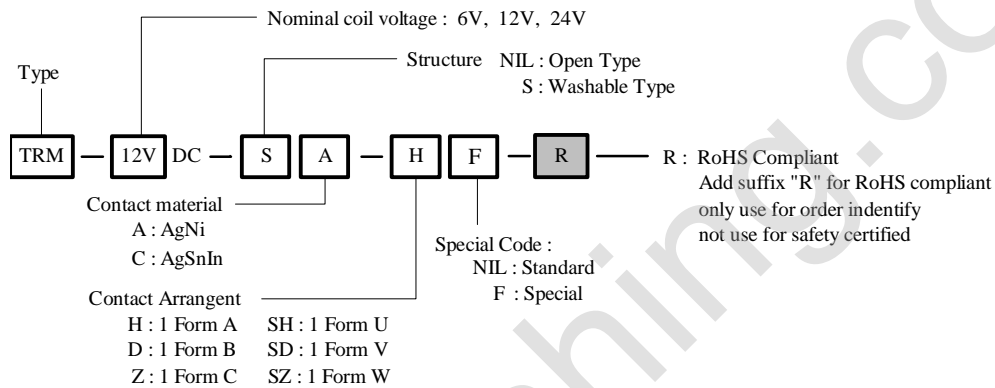 Nominal coil voltage : 6V, 12V, 24V
Structure NIL : Open Type
S : Washable Type
Type
TRM 12V DC S A H F R
R : RoHS Compliant
Add suffix "R" for RoHS compliant
only use for order indentify
not use for safety certified
Contact material
A : AgNi
C : AgSnIn
Special Code :
NIL : Standard
F : Special
Contact Arrangent
H : 1 Form A SH : 1 Form U
D : 1 Form B SD : 1 Form V
Z : 1 Form C SZ : 1 Form W
hing.co